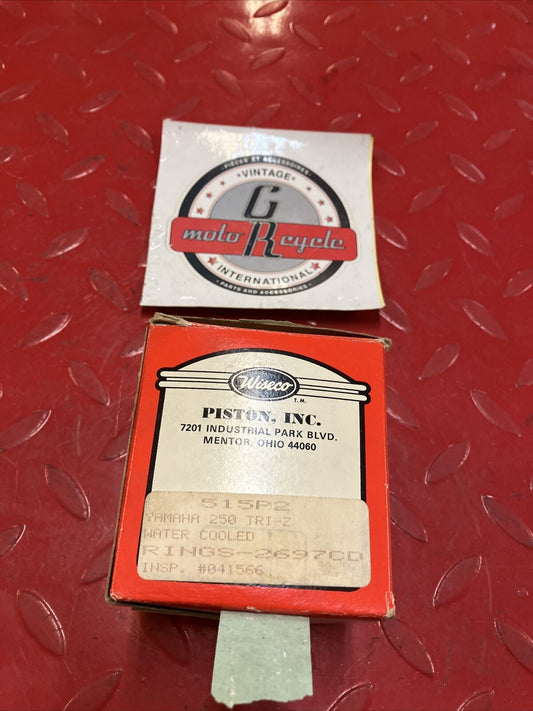 PIECES ET ACCESSOIRES
VINTAGE
G
moto R cycle
INTERNATIONAL
PARTS AND ACCESSORIES
Wiseco
T.M.
PISTON, INC.
7201 INDUSTRIAL PARK BLVD.
MENTOR, OHIO 44060
515P2
YAMAHA 250 TRI-Z
WATER COOLED
RINGS-2697CD
INSP. #041566